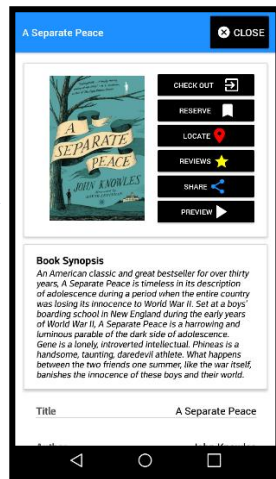 A Separate Peace
CLOSE
A
SEPARATE
PEACE
JOHN KNOWLES
CHECK OUT
RESERVE
LOCATE
REVIEWS
SHARE
PREVIEW
Book Synopsis
An American classic and great bestseller for over thirty
years, A Separate Peace is timeless in its description
of adolescence during a period when the entire country
was losing its innocence to World War II. Set at a boys'
boarding school in New England during the early years
of World War II, A Separate Peace is a harrowing and
luminous parable of the dark side of adolescence.
Gene is a lonely, introverted intellectual. Phineas is a
handsome, taunting, daredevil athlete. What happens
between the two friends one summer, like the war itself,
banishes the innocence of these boys and their world.
Title A Separate Peace